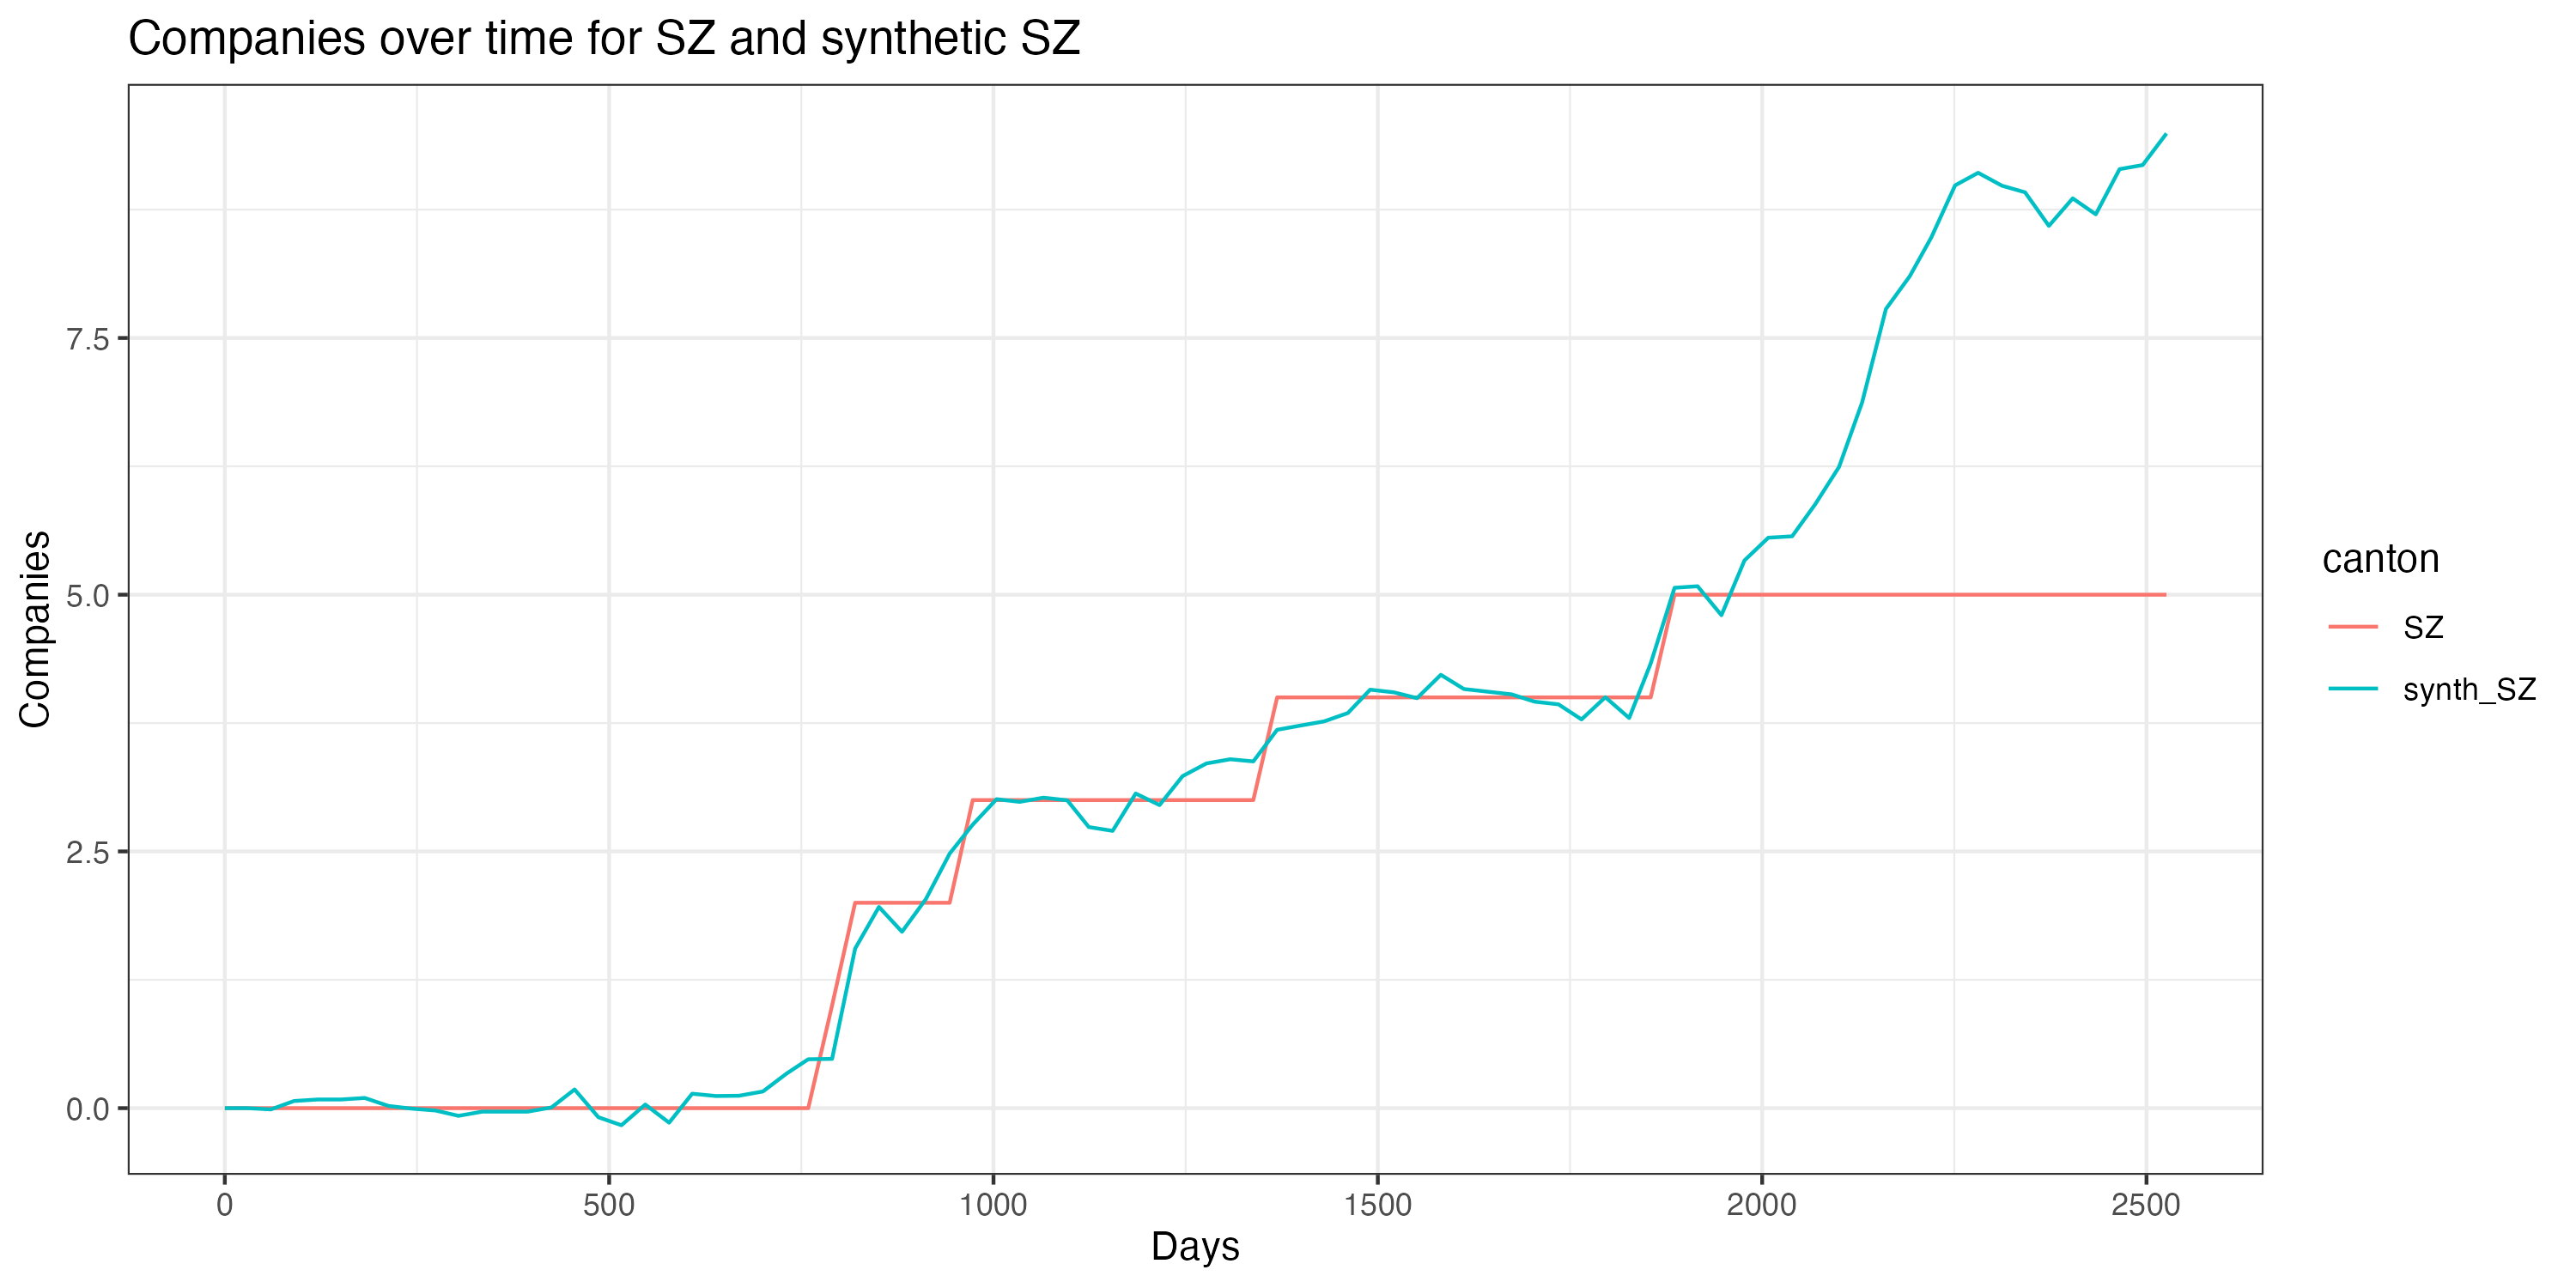 Companies over time for SZ and synthetic SZ
Companies
7.5
5.0
2.5
0.0
0 500 1000 1500 2000 2500
Days
canton
SZ
synth_SZ